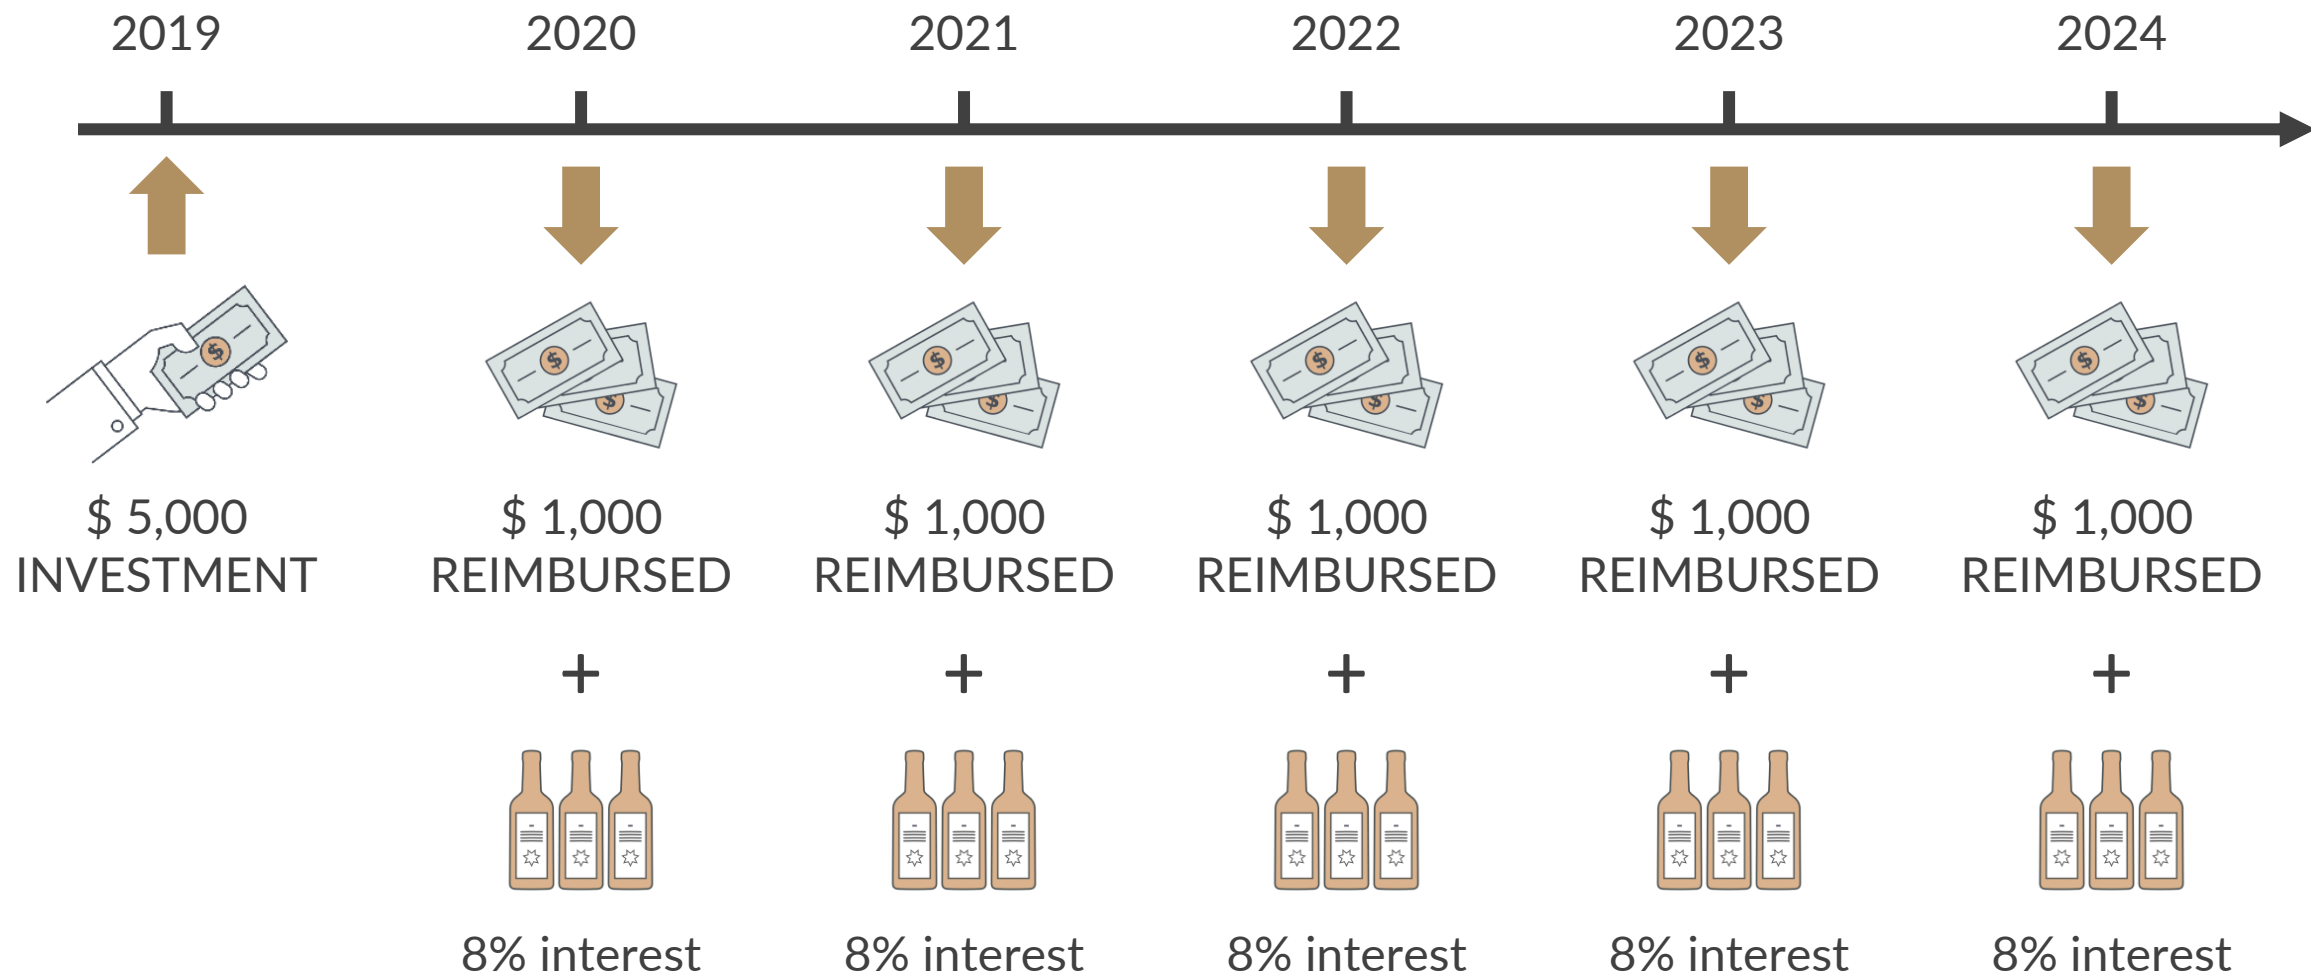 2019
2020
2021
2022
2023
2024
$ 5,000
INVESTMENT
$ 1,000
REIMBURSED
+
8% interest
$ 1,000
REIMBURSED
+
8% interest
$ 1,000
REIMBURSED
+
8% interest
$ 1,000
REIMBURSED
+
8% interest
$ 1,000
REIMBURSED
+
8% interest